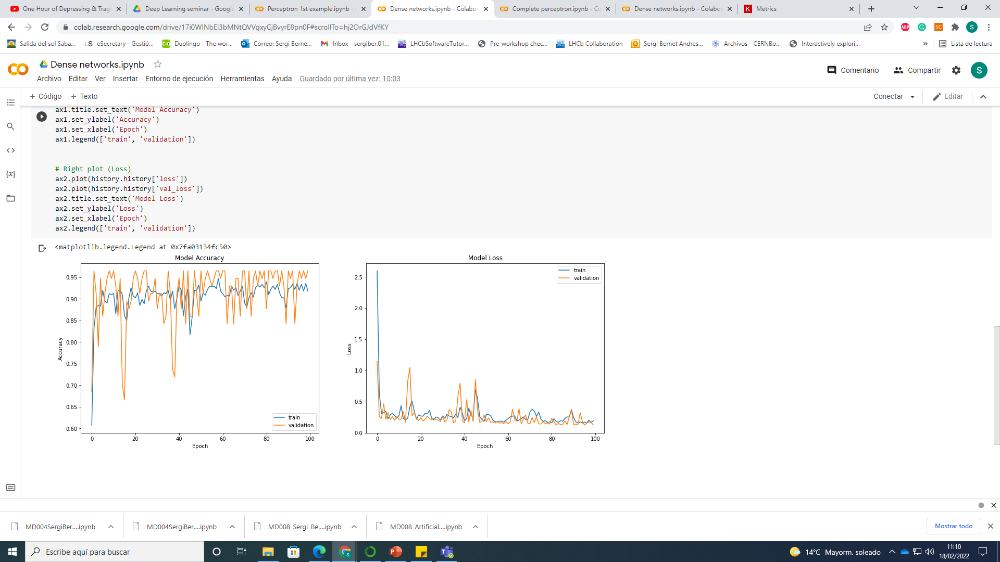 One Hour of Depressing & Tragi
Deep Learning seminar - Google
Perceptron 1st example.ipynb -
Dense networks.ipynb - Colabor
Complete perceptron.ipynb - Co
Dense networks.ipynb - Colabor
K Metrics
colab.research.google.com/drive/17i0WINbEl3bMNtQVVgxyCjBvyrE8pn0F#scrollTo=hj2OrGJdVfKY
ABP
SC
S
Salida del sol Saba...
LS eSecretary - Gestió...
Duolingo - The wor...
Correo: Sergi Berne...
Inbox - sergiber.01...
LHCbSoftwareTutor...
Pre-workshop chec...
LHCb Collaboration
Sergi Bernet Andres...
Archivos - CERNBo...
Interactively explori...
»
Lista de lectura
Dense networks.ipynb
Comentario
Compartir
S
Archivo Editar Ver Insertar Entorno de ejecución Herramientas Ayuda Guardado por última vez: 10:03
+ Código + Texto
Conectar
Editar
ax1.title.set_text('Model Accuracy')
ax1.set_ylabel('Accuracy')
ax1.set_xlabel('Epoch')
ax1.legend(['train', 'validation'])
# Right plot (Loss)
ax2.plot(history.history['loss'])
ax2.plot(history.history['val_loss'])
ax2.title.set_text('Model Loss')
ax2.set_ylabel('Loss')
ax2.set_xlabel('Epoch')
ax2.legend(['train', 'validation'])
<matplotlib.legend.Legend at 0x7fa03134fc50>
Model Accuracy
0.95
0.90
0.85
0.80
0.75
0.70
0.65
0.60
Accuracy
train
validation
0 20 40 60 80 100
Epoch
Model Loss
train
validation
2.5
2.0
1.5
1.0
0.5
0.0
Loss
0 20 40 60 80 100
Epoch
MD004SergiBer....ipynb
MD004SergiBer....ipynb
MD008_Sergi_Be....ipynb
MD008_Artificial....ipynb
Mostrar todo
Escribe aquí para buscar
14°C Mayorm. soleado
11:10
18/02/2022